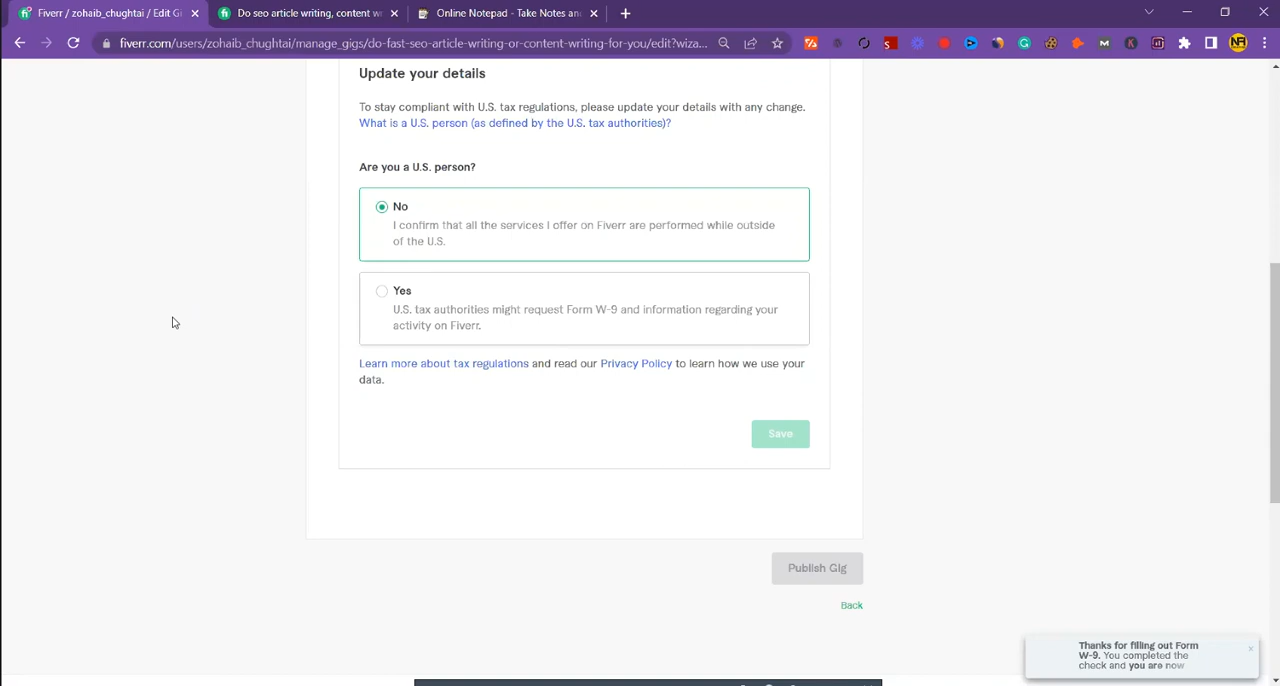 Fiverr / zohaib_chughtai / Edit Gi
Do seo article writing, content w
Online Notepad - Take Notes an
fiverr.com/users/zohaib_chughtai/manage_gigs/do-fast-seo-article-writing-or-content-writing-for-you/edit?wiza...
Update your details
To stay compliant with U.S. tax regulations, please update your details with any change.
What is a U.S. person (as defined by the U.S. tax authorities)?
Are you a U.S. person?
No
I confirm that all the services I offer on Fiverr are performed while outside
of the U.S.
Yes
U.S. tax authorities might request Form W-9 and information regarding your
activity on Fiverr.
Learn more about tax regulations and read our Privacy Policy to learn how we use your
data.
Save
Publish Gig
Back
Thanks for filling out Form
W-9. You completed the
check and you are now